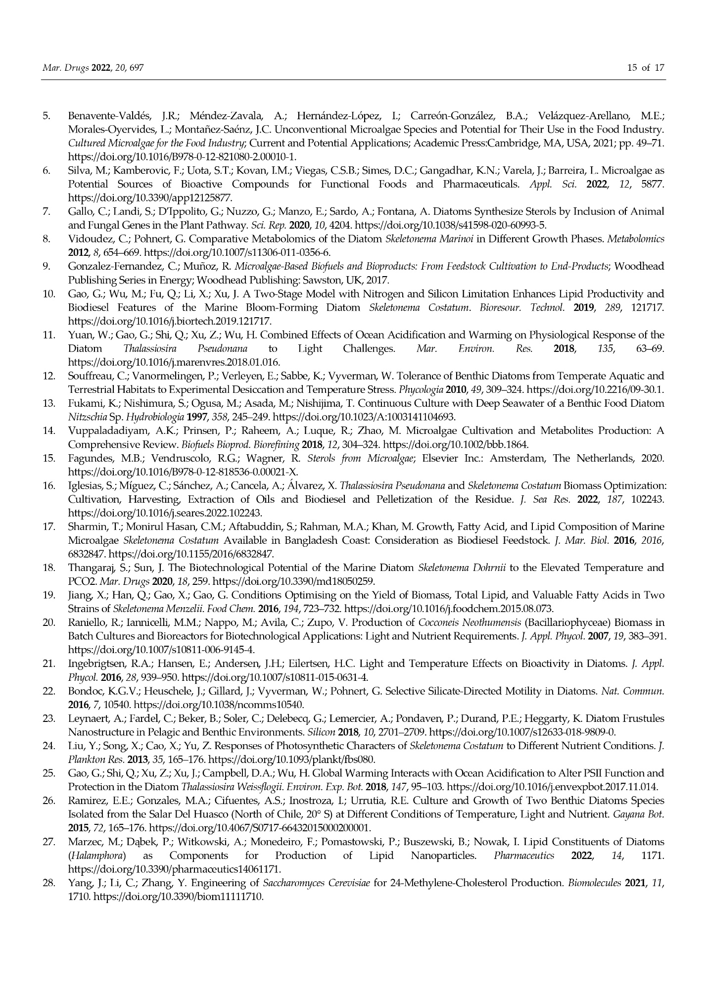 Mar. Drugs 2022, 20, 697
15 of 17
5. Benavente-Valdés, J.R.; Méndez-Zavala, A.; Hernández-López, I.; Carreón-González, B.A.; Velázquez-Arellano, M.E.;
Morales-Oyervides, L.; Montañez-Saénz, J.C. Unconventional Microalgae Species and Potential for Their Use in the Food Industry.
Cultured Microalgae for the Food Industry; Current and Potential Applications; Academic Press:Cambridge, MA, USA, 2021; pp. 49–71.
https://doi.org/10.1016/B978-0-12-821080-2.00010-1.
6. Silva, M.; Kamberovic, F.; Uota, S.T.; Kovan, I.M.; Viegas, C.S.B.; Simes, D.C.; Gangadhar, K.N.; Varela, J.; Barreira, L. Microalgae as
Potential Sources of Bioactive Compounds for Functional Foods and Pharmaceuticals. Appl. Sci. 2022, 12, 5877.
https://doi.org/10.3390/app12125877.
7. Gallo, C.; Landi, S.; D’Ippolito, G.; Nuzzo, G.; Manzo, E.; Sardo, A.; Fontana, A. Diatoms Synthesize Sterols by Inclusion of Animal
and Fungal Genes in the Plant Pathway. Sci. Rep. 2020, 10, 4204. https://doi.org/10.1038/s41598-020-60993-5.
8. Vidoudez, C.; Pohnert, G. Comparative Metabolomics of the Diatom Skeletonema Marinoi in Different Growth Phases. Metabolomics
2012, 8, 654–669. https://doi.org/10.1007/s11306-011-0356-6.
9. Gonzalez-Fernandez, C.; Muñoz, R. Microalgae-Based Biofuels and Bioproducts: From Feedstock Cultivation to End-Products; Woodhead
Publishing Series in Energy; Woodhead Publishing: Sawston, UK, 2017.
10. Gao, G.; Wu, M.; Fu, Q.; Li, X.; Xu, J. A Two-Stage Model with Nitrogen and Silicon Limitation Enhances Lipid Productivity and
Biodiesel Features of the Marine Bloom-Forming Diatom Skeletonema Costatum. Bioresour. Technol. 2019, 289, 121717.
https://doi.org/10.1016/j.biortech.2019.121717.
11. Yuan, W.; Gao, G.; Shi, Q.; Xu, Z.; Wu, H. Combined Effects of Ocean Acidification and Warming on Physiological Response of the
Diatom Thalassiosira Pseudonana to Light Challenges. Mar. Environ. Res. 2018, 135, 63–69.
https://doi.org/10.1016/j.marenvres.2018.01.016.
12. Souffreau, C.; Vanormelingen, P.; Verleyen, E.; Sabbe, K.; Vyverman, W. Tolerance of Benthic Diatoms from Temperate Aquatic and
Terrestrial Habitats to Experimental Desiccation and Temperature Stress. Phycologia 2010, 49, 309–324. https://doi.org/10.2216/09-30.1.
13. Fukami, K.; Nishimura, S.; Ogusa, M.; Asada, M.; Nishijima, T. Continuous Culture with Deep Seawater of a Benthic Food Diatom
Nitzschia Sp. Hydrobiologia 1997, 358, 245–249. https://doi.org/10.1023/A:1003141104693.
14. Vuppaladadiyam, A.K.; Prinsen, P.; Raheem, A.; Luque, R.; Zhao, M. Microalgae Cultivation and Metabolites Production: A
Comprehensive Review. Biofuels Bioprod. Biorefining 2018, 12, 304–324. https://doi.org/10.1002/bbb.1864.
15. Fagundes, M.B.; Vendruscolo, R.G.; Wagner, R. Sterols from Microalgae; Elsevier Inc.: Amsterdam, The Netherlands, 2020.
https://doi.org/10.1016/B978-0-12-818536-0.00021-X.
16. Iglesias, S.; Míguez, C.; Sánchez, A.; Cancela, A.; Álvarez, X. Thalassiosira Pseudonana and Skeletonema Costatum Biomass Optimization:
Cultivation, Harvesting, Extraction of Oils and Biodiesel and Pelletization of the Residue. J. Sea Res. 2022, 187, 102243.
https://doi.org/10.1016/j.seares.2022.102243.
17. Sharmin, T.; Monirul Hasan, C.M.; Aftabuddin, S.; Rahman, M.A.; Khan, M. Growth, Fatty Acid, and Lipid Composition of Marine
Microalgae Skeletonema Costatum Available in Bangladesh Coast: Consideration as Biodiesel Feedstock. J. Mar. Biol. 2016, 2016,
6832847. https://doi.org/10.1155/2016/6832847.
18. Thangaraj, S.; Sun, J. The Biotechnological Potential of the Marine Diatom Skeletonema Dohrnii to the Elevated Temperature and
PCO2. Mar. Drugs 2020, 18, 259. https://doi.org/10.3390/md18050259.
19. Jiang, X.; Han, Q.; Gao, X.; Gao, G. Conditions Optimising on the Yield of Biomass, Total Lipid, and Valuable Fatty Acids in Two
Strains of Skeletonema Menzelii. Food Chem. 2016, 194, 723–732. https://doi.org/10.1016/j.foodchem.2015.08.073.
20. Raniello, R.; Iannicelli, M.M.; Nappo, M.; Avila, C.; Zupo, V. Production of Cocconeis Neothumensis (Bacillariophyceae) Biomass in
Batch Cultures and Bioreactors for Biotechnological Applications: Light and Nutrient Requirements. J. Appl. Phycol. 2007, 19, 383–391.
https://doi.org/10.1007/s10811-006-9145-4.
21. Ingebrigtsen, R.A.; Hansen, E.; Andersen, J.H.; Eilertsen, H.C. Light and Temperature Effects on Bioactivity in Diatoms. J. Appl.
Phycol. 2016, 28, 939–950. https://doi.org/10.1007/s10811-015-0631-4.
22. Bondoc, K.G.V.; Heuschele, J.; Gillard, J.; Vyverman, W.; Pohnert, G. Selective Silicate-Directed Motility in Diatoms. Nat. Commun.
2016, 7, 10540. https://doi.org/10.1038/ncomms10540.
23. Leynaert, A.; Fardel, C.; Beker, B.; Soler, C.; Delebecq, G.; Lemercier, A.; Pondaven, P.; Durand, P.E.; Heggarty, K. Diatom Frustules
Nanostructure in Pelagic and Benthic Environments. Silicon 2018, 10, 2701–2709. https://doi.org/10.1007/s12633-018-9809-0.
24. Liu, Y.; Song, X.; Cao, X.; Yu, Z. Responses of Photosynthetic Characters of Skeletonema Costatum to Different Nutrient Conditions. J.
Plankton Res. 2013, 35, 165–176. https://doi.org/10.1093/plankt/fbs080.
25. Gao, G.; Shi, Q.; Xu, Z.; Xu, J.; Campbell, D.A.; Wu, H. Global Warming Interacts with Ocean Acidification to Alter PSII Function and
Protection in the Diatom Thalassiosira Weissflogii. Environ. Exp. Bot. 2018, 147, 95–103. https://doi.org/10.1016/j.envexpbot.2017.11.014.
26. Ramirez, E.E.; Gonzales, M.A.; Cifuentes, A.S.; Inostroza, I.; Urrutia, R.E. Culture and Growth of Two Benthic Diatoms Species
Isolated from the Salar Del Huasco (North of Chile, 20° S) at Different Conditions of Temperature, Light and Nutrient. Gayana Bot.
2015, 72, 165–176. https://doi.org/10.4067/S0717-66432015000200001.
27. Marzec, M.; Dąbek, P.; Witkowski, A.; Monedeiro, F.; Pomastowski, P.; Buszewski, B.; Nowak, I. Lipid Constituents of Diatoms
(Halamphora) as Components for Production of Lipid Nanoparticles. Pharmaceutics 2022, 14, 1171.
https://doi.org/10.3390/pharmaceutics14061171.
28. Yang, J.; Li, C.; Zhang, Y. Engineering of Saccharomyces Cerevisiae for 24-Methylene-Cholesterol Production. Biomolecules 2021, 11,
1710. https://doi.org/10.3390/biom11111710.